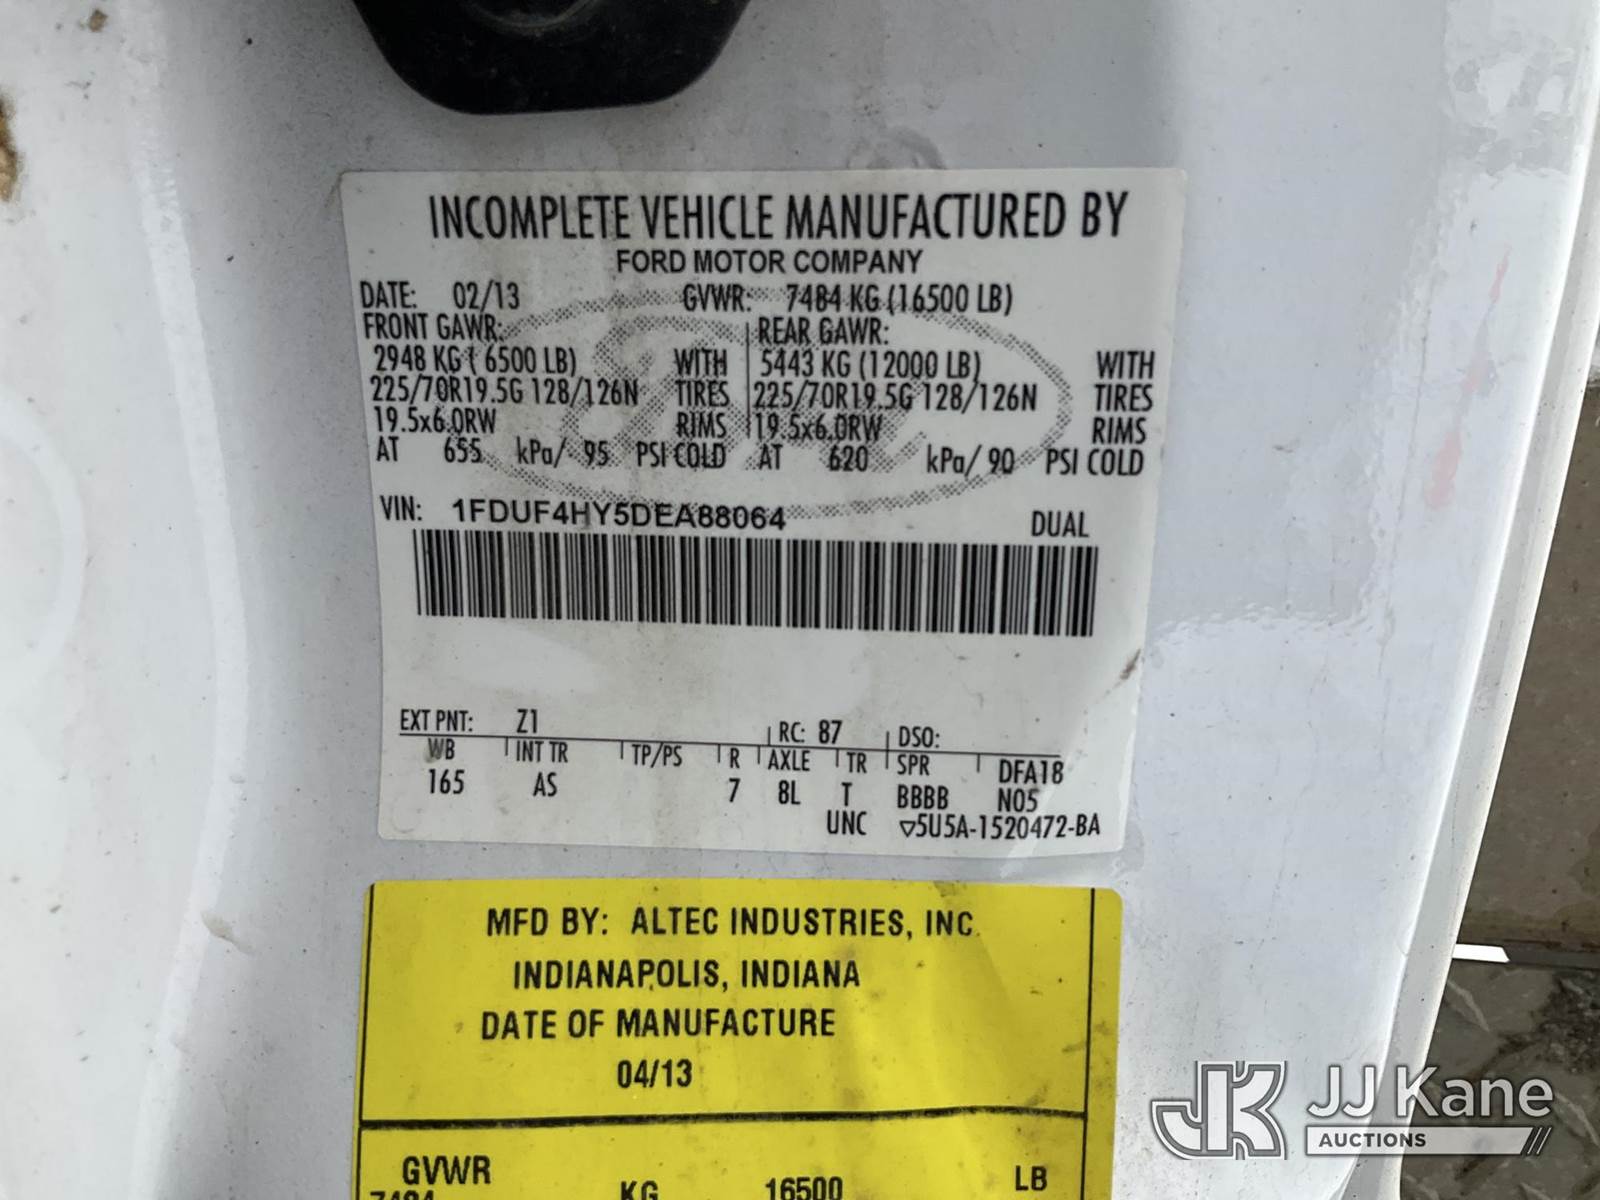 INCOMPLETE VEHICLE MANUFACTURED BY
FORD MOTOR COMPANY
DATE: 02/13 GVWR: 7484 KG (16500 LB)
FRONT GAWR: REAR GAWR:
2948 KG ( 6500 LB) WITH 5443 KG (12000 LB) WITH
225/70R19.5G 128/126N TIRES 225/70R19.5G 128/126N TIRES
19.5x6.0RW RIMS 19.5x6.0RW RIMS
AT 655 kPa/ 95 PSI COLD AT 620 kPa/ 90 PSI COLD
VIN: 1FDUF4HY5DEA88064 DUAL
EXT PNT: Z1 RC: 87 DSO:
WB INT TR TP/PS R AXLE TR SPR DFA18
165 AS 7 8L T BBBB N05
UNC ▽5U5A-1520472-BA
MFD BY: ALTEC INDUSTRIES, INC.
INDIANAPOLIS, INDIANA
DATE OF MANUFACTURE
04/13
GVWR
7484 KG 16500 LB
JK JJ Kane
AUCTIONS